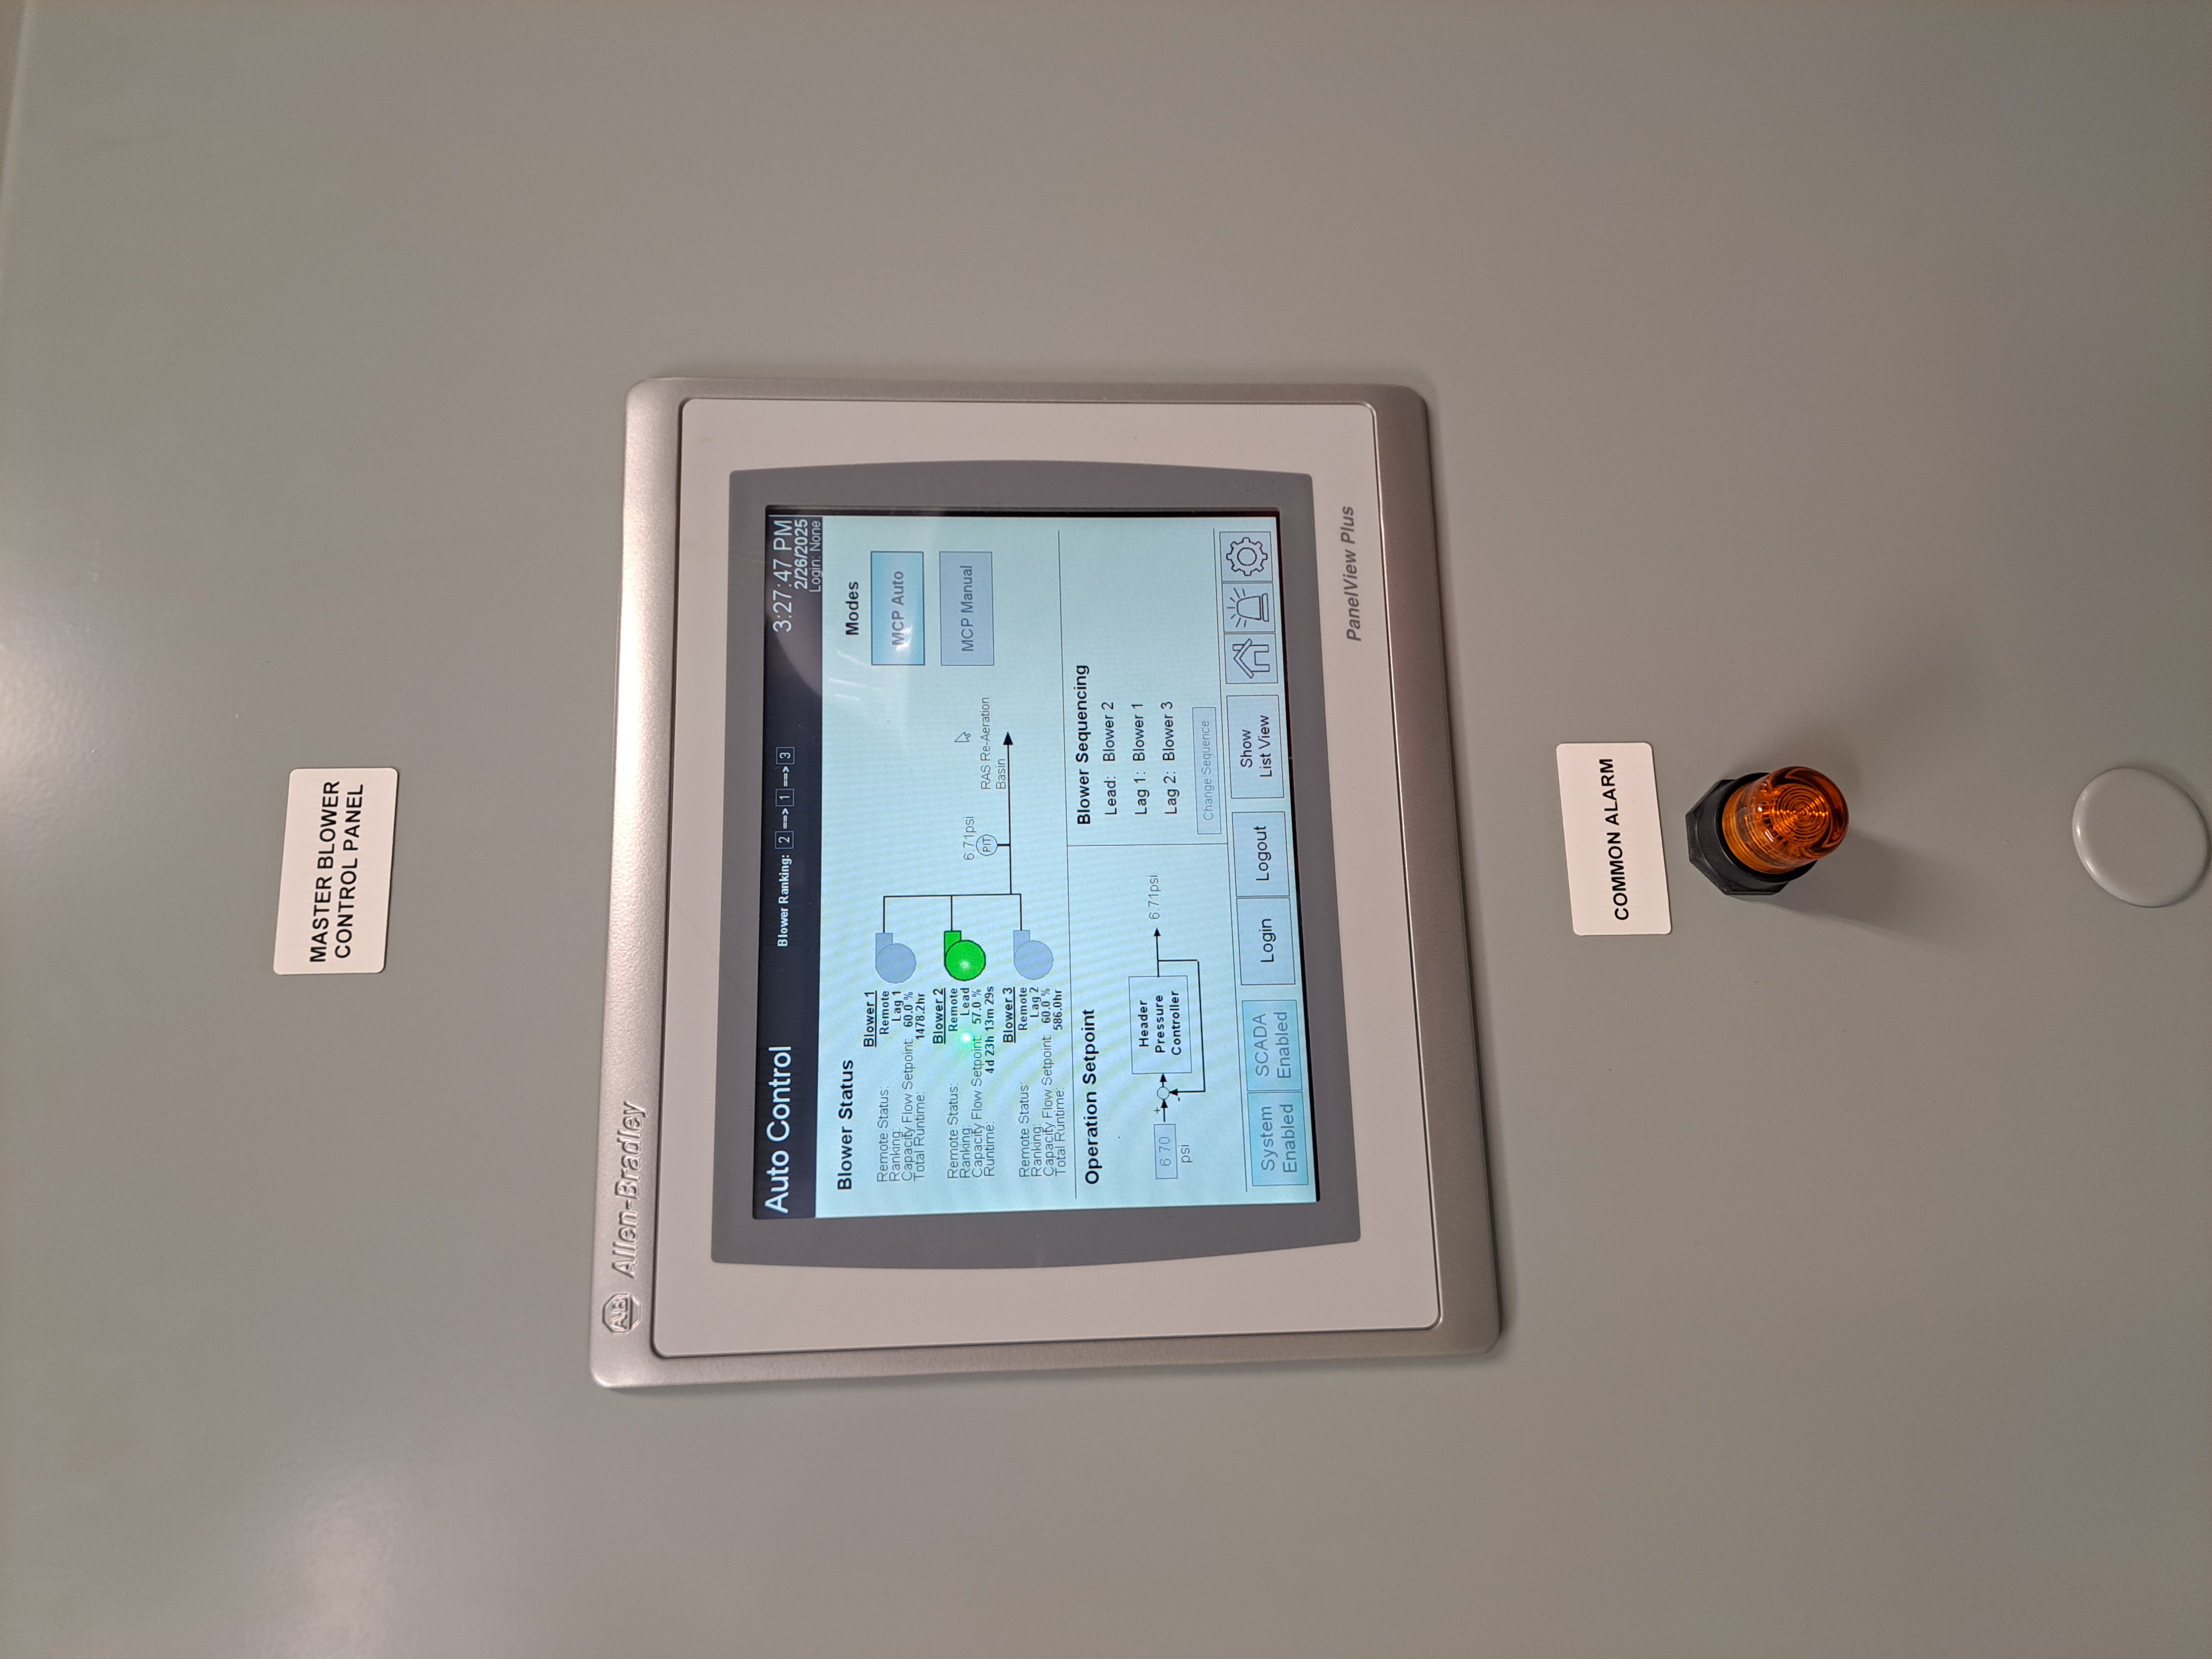 MASTER BLOWER
CONTROL PANEL
AB Allen-Bradley
Auto Control
Blower Ranking: 2 ==> 1 ==> 3
3:27:47 PM
2/26/2025
Login: None
Blower Status
Blower 1
Remote Status: Remote
Ranking: Lag 1
Capacity Flow Setpoint: 60.0 %
Total Runtime: 1478.2hr
Blower 2
Remote Status: Remote
Ranking: Lead
Capacity Flow Setpoint: 57.0 %
Runtime: 4d 23h 13m 29s
Blower 3
Remote Status: Remote
Ranking: Lag 2
Capacity Flow Setpoint: 60.0 %
Total Runtime: 586.0hr
6.71psi
PIT
RAS Re-Aeration
Basin
Modes
MCP Auto
MCP Manual
Operation Setpoint
6.70
psi
+
-
Header
Pressure
Controller
6.71psi
Blower Sequencing
Lead: Blower 2
Lag 1: Blower 1
Lag 2: Blower 3
Change Sequence
System
Enabled
SCADA
Enabled
Login
Logout
Show
List View
PanelView Plus
COMMON ALARM